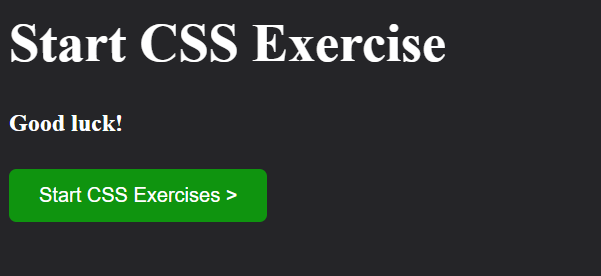 Start CSS Exercise
Good luck!
Start CSS Exercises >